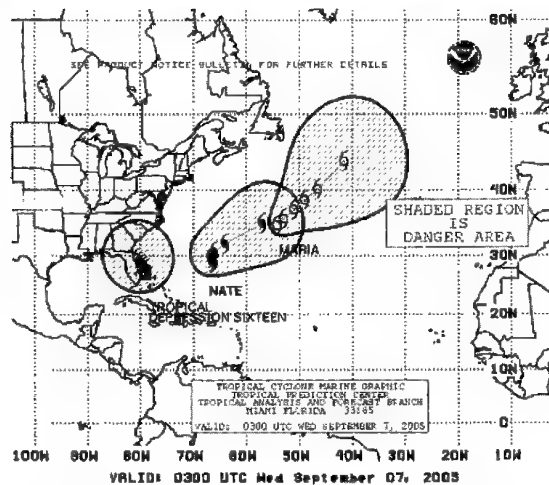 60N
SEE PRODUCT NOTICE BULLETIN FOR FURTHER DETAILS
50N
40N
SHADED REGION
IS
DANGER AREA
MARIA
30N
NATE
TROPICAL
DEPRESSION SIXTEEN
20N
10N
TROPICAL CYCLONE MARINE GRAPHIC
TROPICAL PREDICTION CENTER
TROPICAL ANALYSIS AND FORECAST BRANCH
MIAMI FLORIDA 33165
VALID: 0300 UTC WED SEPTEMBER 7, 2005
0
100W 90W 80W 70W 60W 50W 40W 30W 20W 10W 0
VALID: 0300 UTC Wed September 07, 2005